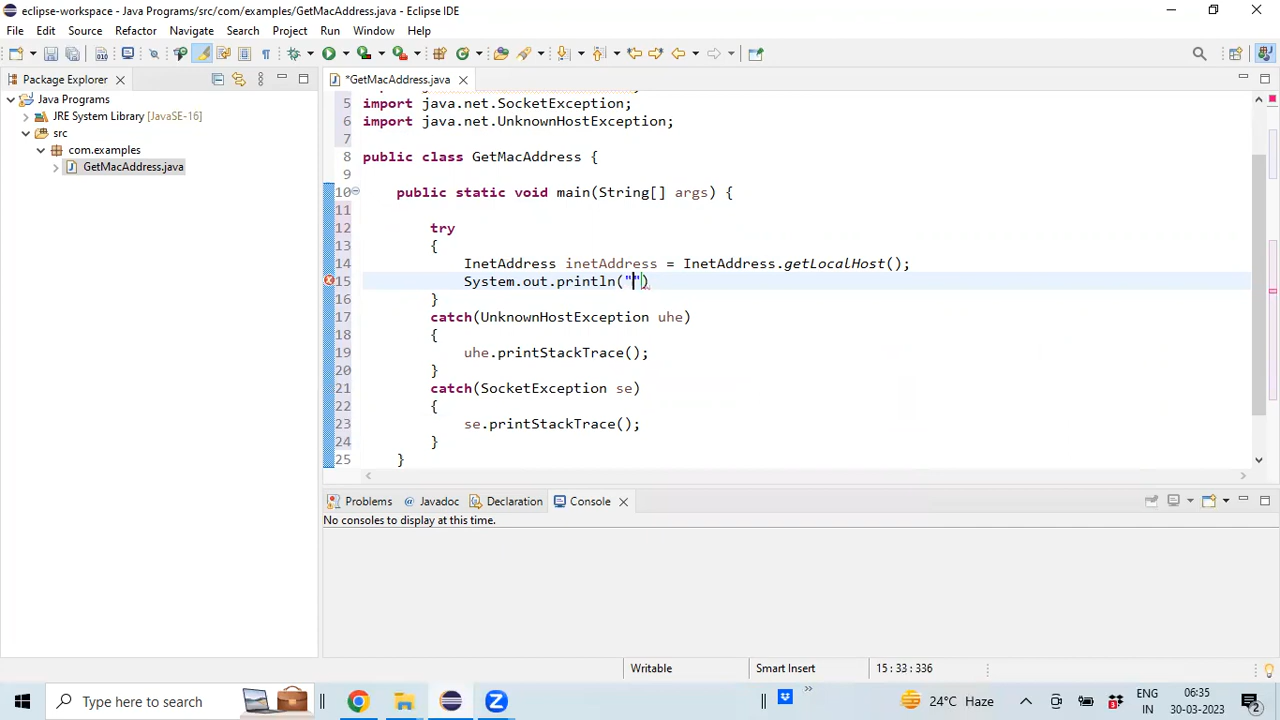 eclipse-workspace - Java Programs/src/com/examples/GetMacAddress.java - Eclipse IDE
File Edit Source Refactor Navigate Search Project Run Window Help
Package Explorer
Java Programs
JRE System Library [JavaSE-16]
src
com.examples
GetMacAddress.java
*GetMacAddress.java
5 import java.net.SocketException;
6 import java.net.UnknownHostException;
7
8 public class GetMacAddress {
9
10 public static void main(String[] args) {
11
12 try
13 {
14 InetAddress inetAddress = InetAddress.getLocalHost();
15 System.out.println("")
16 }
17 catch(UnknownHostException uhe)
18 {
19 uhe.printStackTrace();
20 }
21 catch(SocketException se)
22 {
23 se.printStackTrace();
24 }
25 }
Problems @ Javadoc Declaration Console
No consoles to display at this time.
Writable Smart Insert 15 : 33 : 336
Type here to search
24°C Haze
ENG
IN
09:35
30-03-2023
2